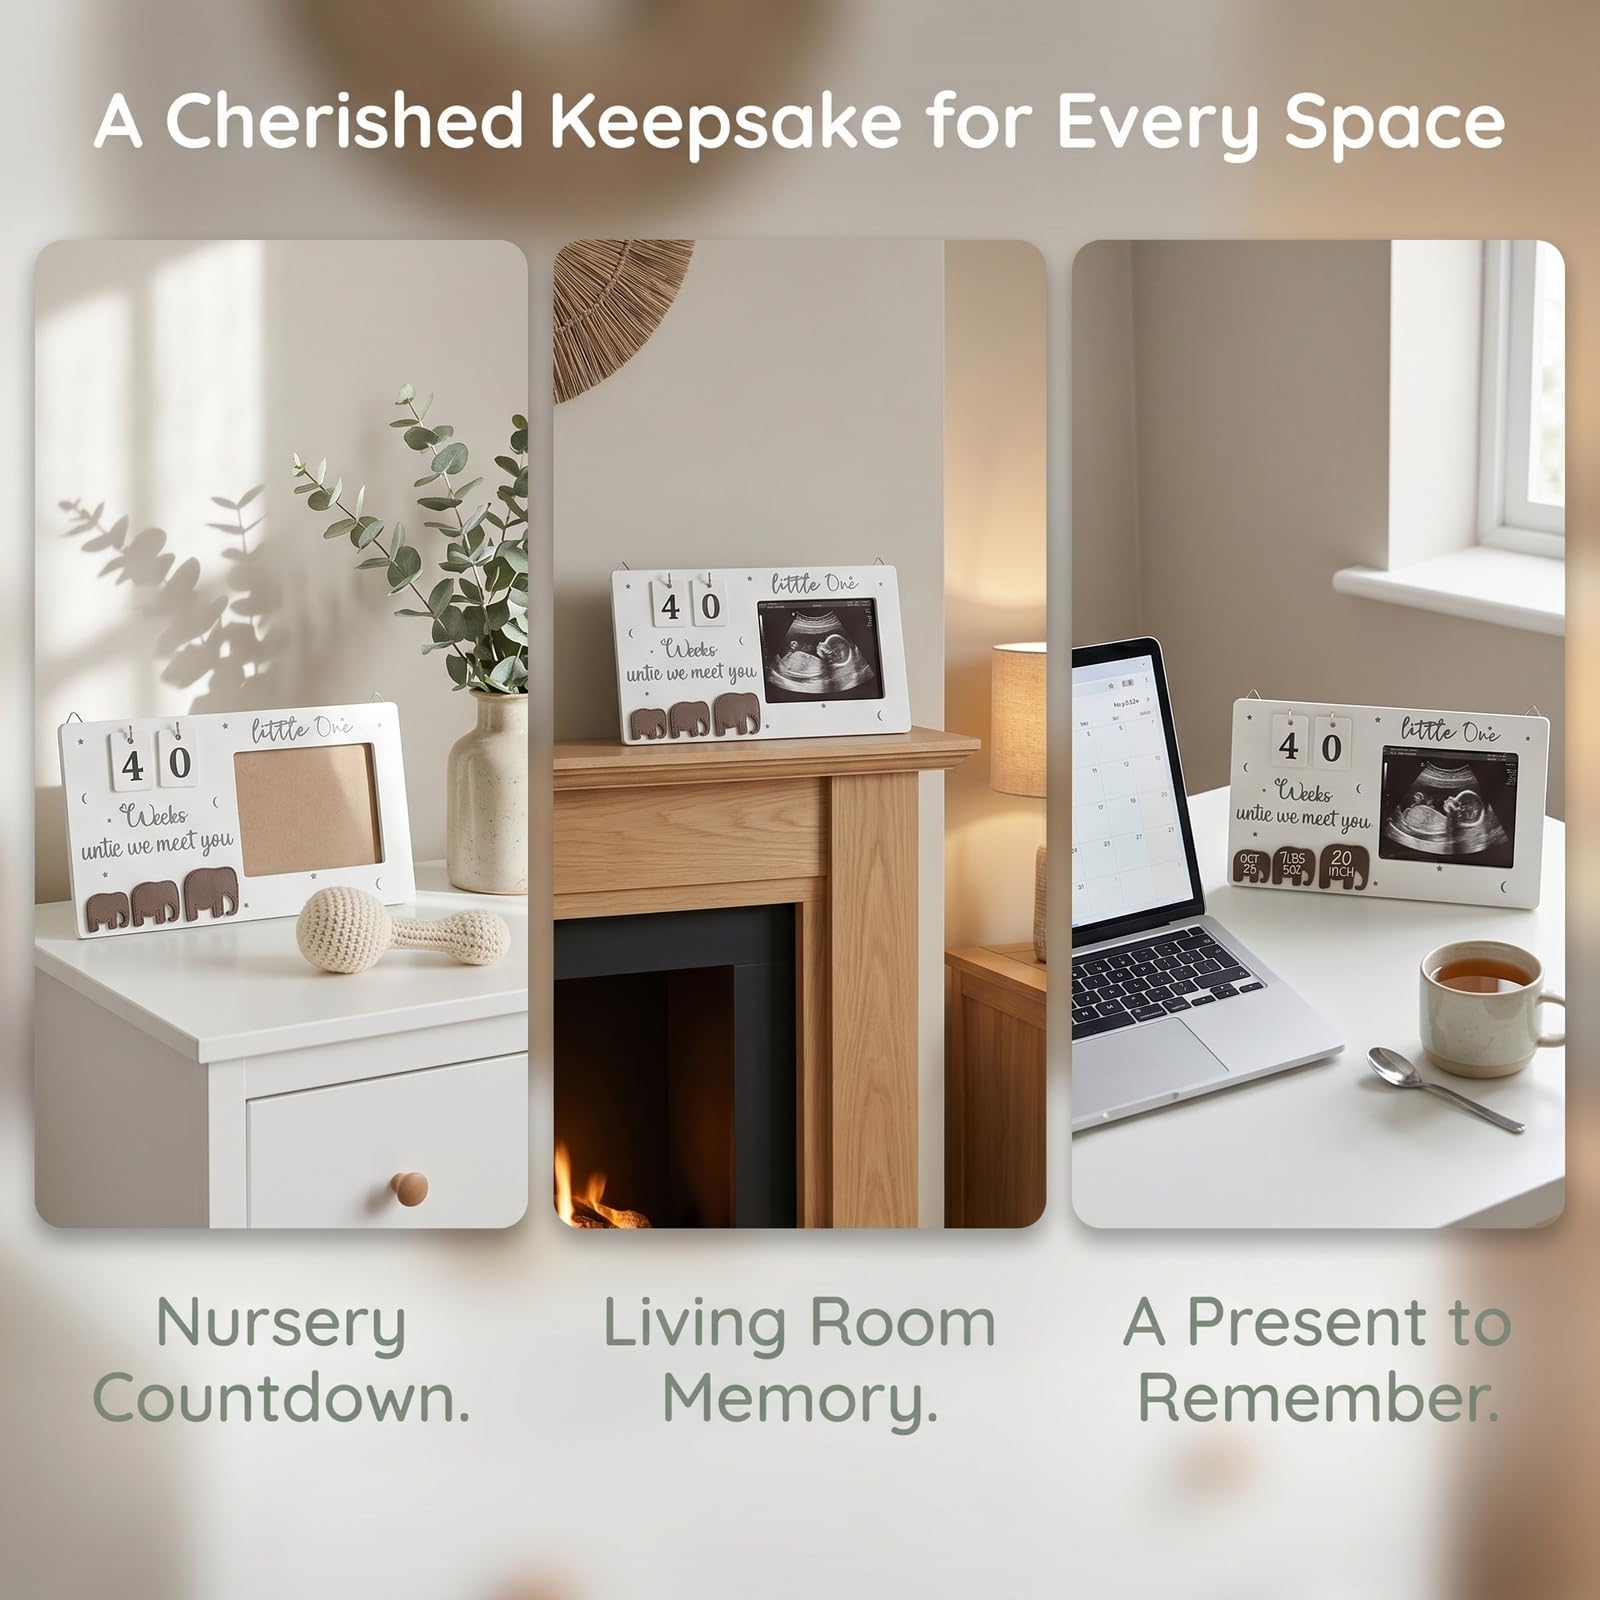 A Cherished Keepsake for Every Space
4 0
little One
Weeks
untie we meet you
4 0
little One
Weeks
untie we meet you
4 0
little One
Weeks
untie we meet you
OCT 25
7LBS 5OZ
20 INCH
Nursery
Countdown.
Living Room
Memory.
A Present to
Remember.